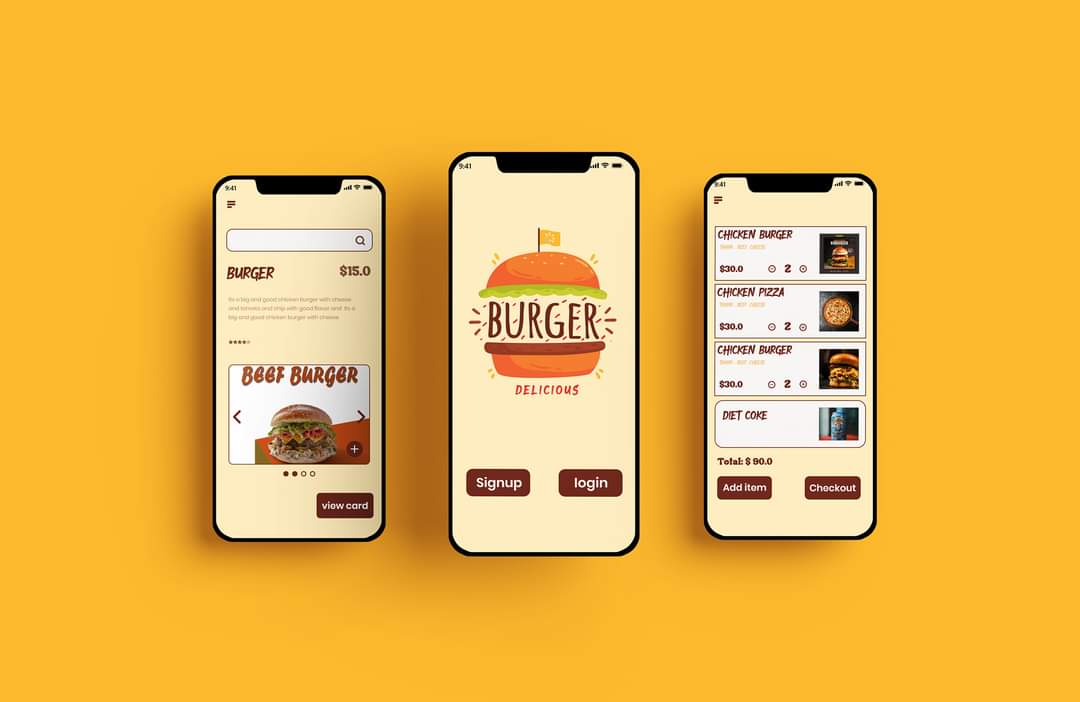 9:41
BURGER
$15.0
Its a big and good chicken burger with cheese
and tomato and chip with good flavor and Its a
big and good chicken burger with cheese
BEEF BURGER
view card
9:41
BURGER
DELICIOUS
Signup
login
9:41
CHICKEN BURGER
$30.0
2
CHICKEN PIZZA
$30.0
2
CHICKEN BURGER
$30.0
2
DIET COKE
Total: $ 90.0
Add item
Checkout